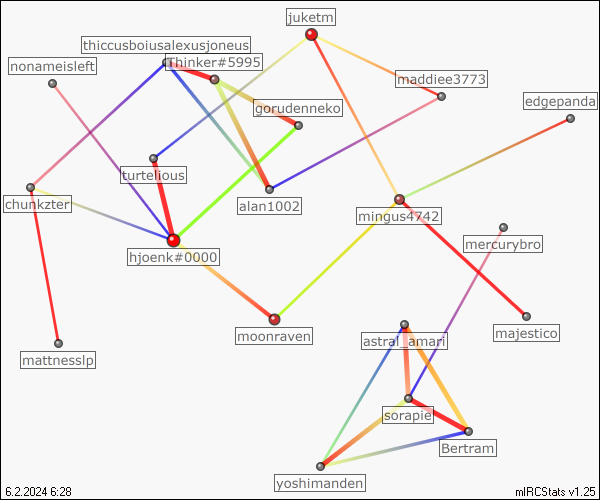 juketm
thiccusboiusalexusjoneus
Thinker#5995
nonameisleft
maddiee3773
edgepanda
gorudenneko
turtelious
chunkzter
alan1002
mingus4742
mercurybro
hjoenk#0000
moonraven
majestico
astral_amari
mattnesslp
sorapie
Bertram
yoshimanden
6.2.2024 6:28
mIRCStats v1.25